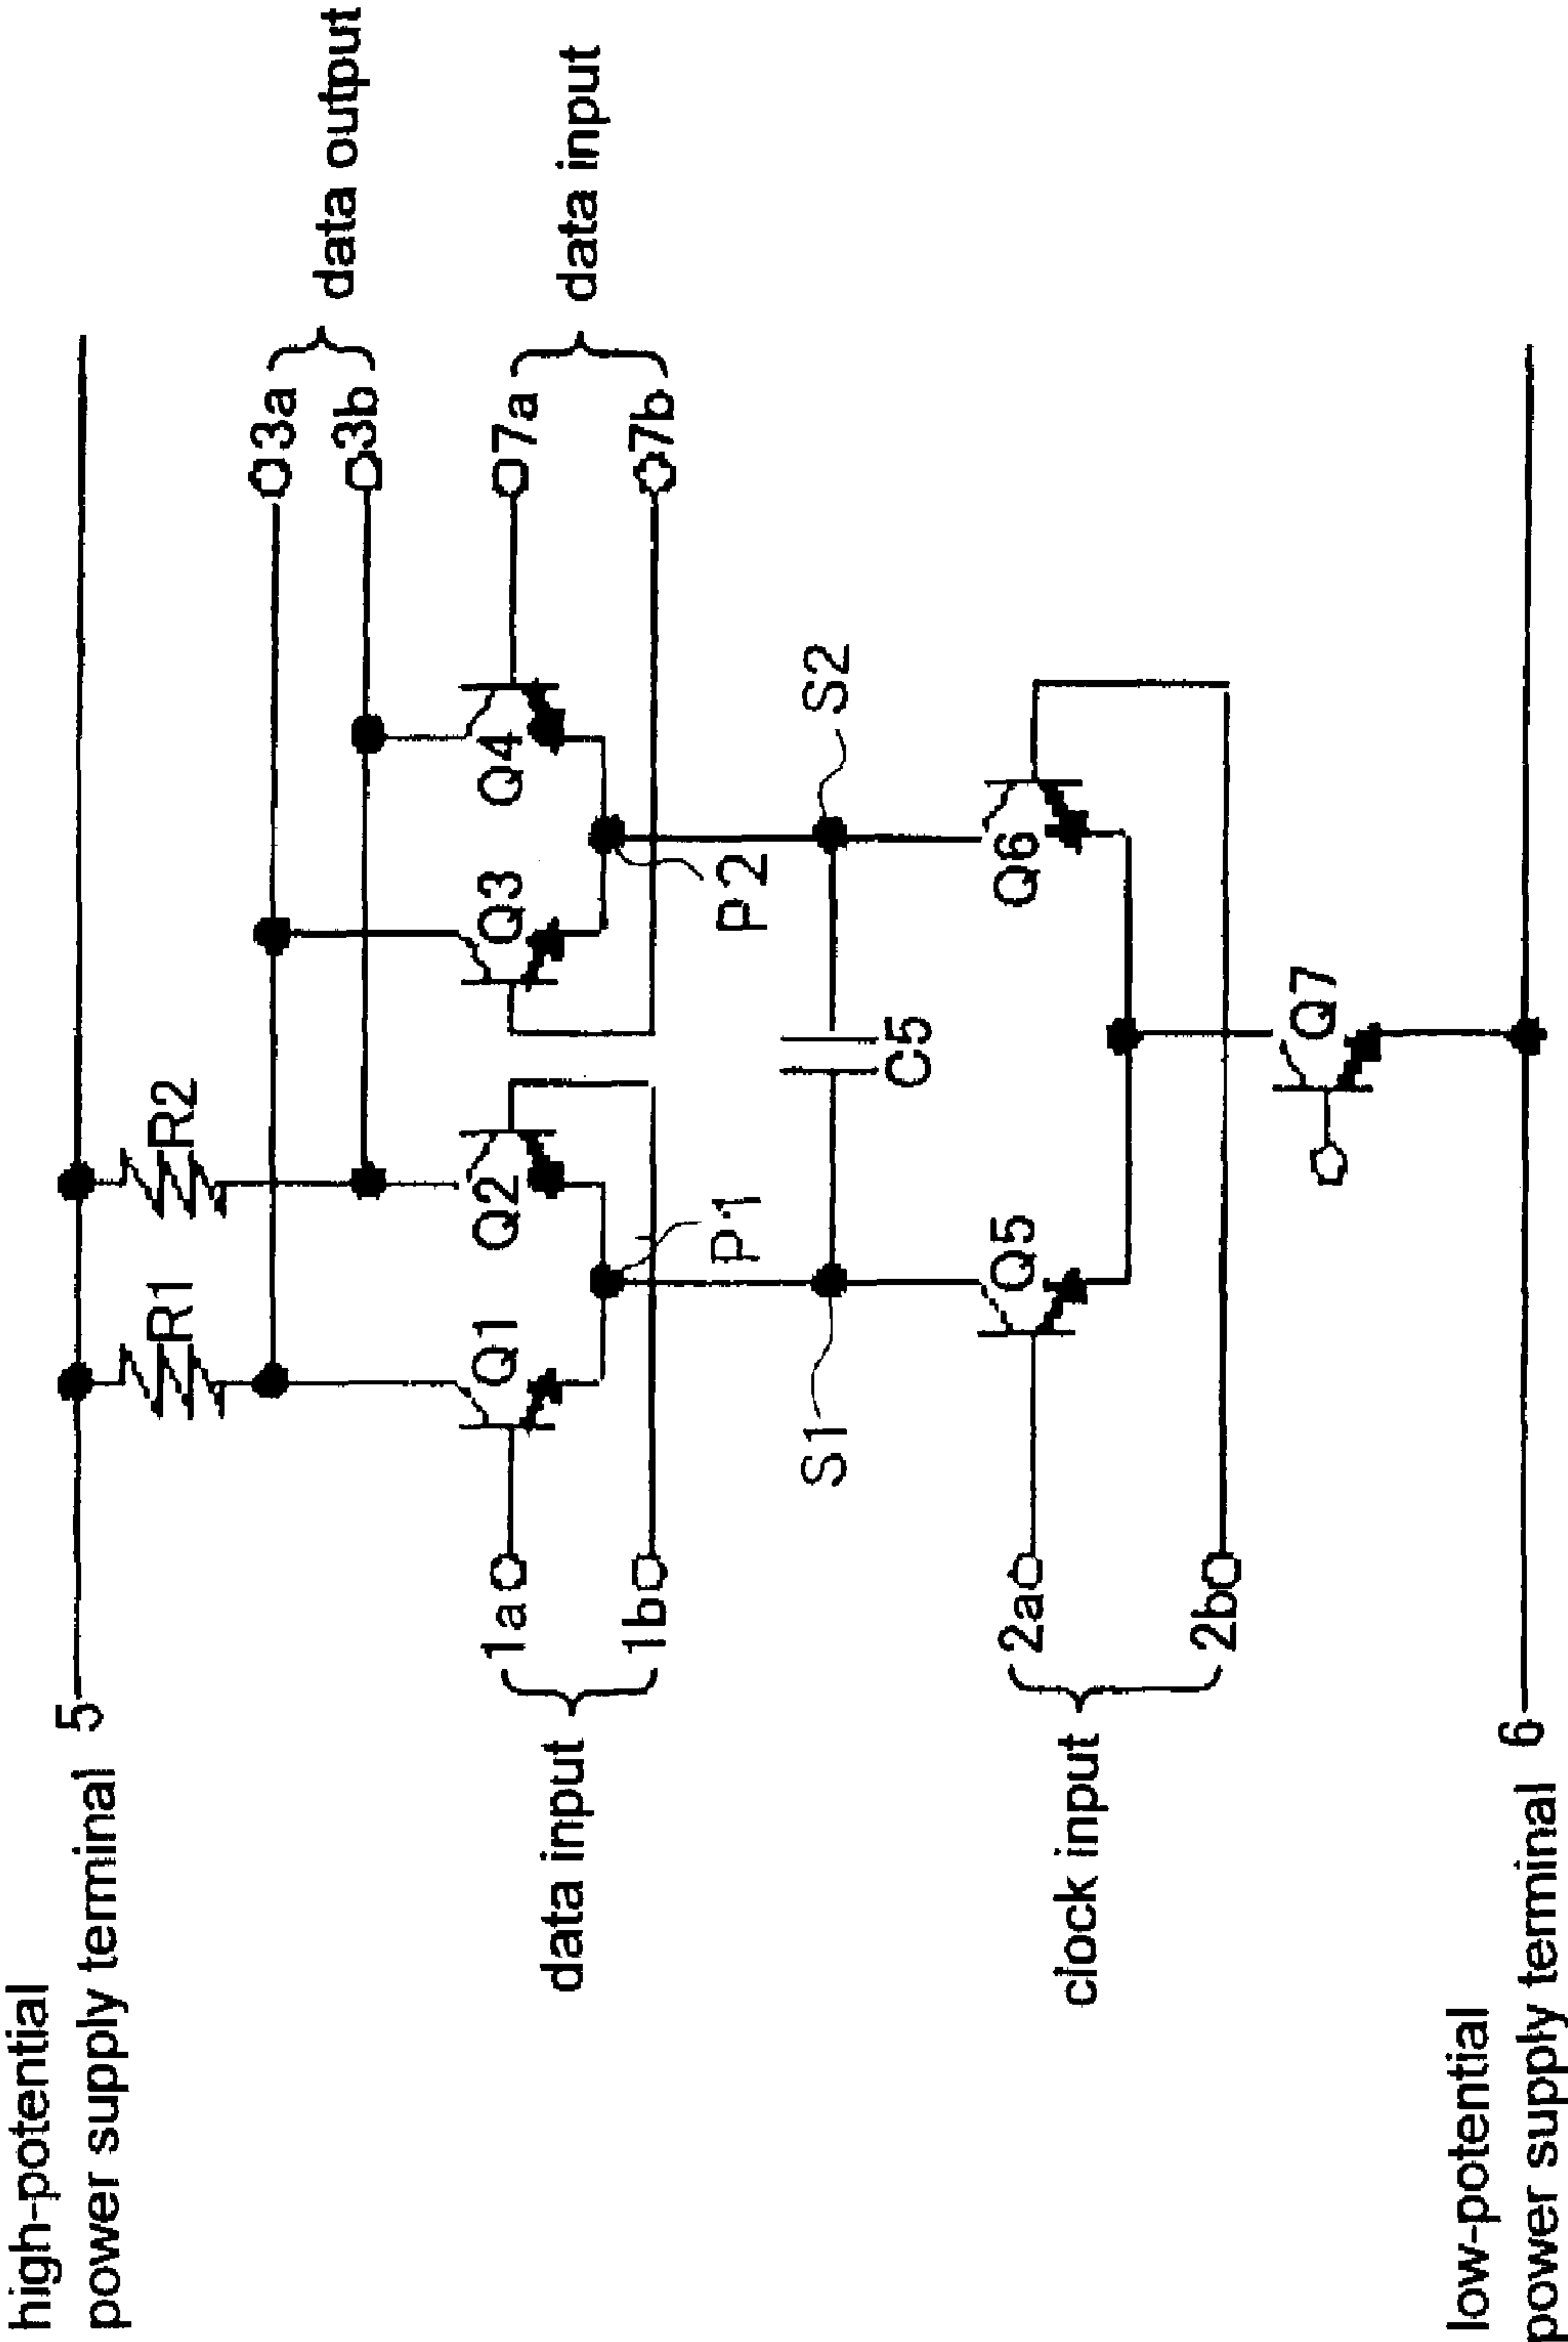 high-potential
power supply terminal 5
R1
R2
3a
3b
data output
data input
1a
1b
Q1
Q2
Q3
Q4
7a
7b
data input
P1
P2
S1
C5
S2
clock input
2a
2b
Q5
Q6
Q7
low-potential
power supply terminal 6